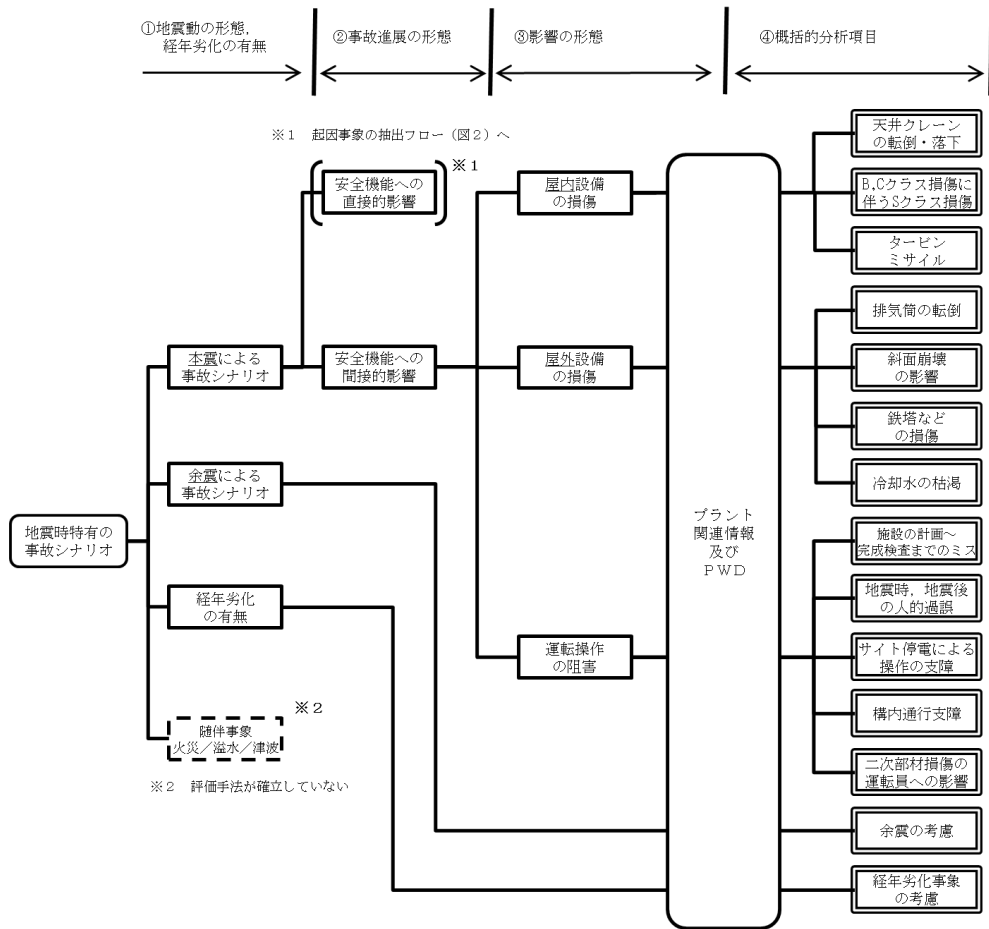 ①地震動の形態，
経年劣化の有無
②事故進展の形態
③影響の形態
④概括的分析項目
※１　起因事象の抽出フロー（図２）へ
安全機能への
直接的影響
※１
地震時特有の
事故シナリオ
本震による
事故シナリオ
安全機能への
間接的影響
余震による
事故シナリオ
経年劣化
の有無
随伴事象
火災／溢水／津波
※２
※２　評価手法が確立していない
屋内設備
の損傷
屋外設備
の損傷
運転操作
の阻害
プラント
関連情報
及び
ＰＷＤ
天井クレーン
の転倒・落下
B,Cクラス損傷に
伴うSクラス損傷
タービン
ミサイル
排気筒の転倒
斜面崩壊
の影響
鉄塔など
の損傷
冷却水の枯渇
施設の計画～
完成検査までのミス
地震時，地震後
の人的過誤
サイト停電による
操作の支障
構内通行支障
二次部材損傷の
運転員への影響
余震の考慮
経年劣化事象
の考慮